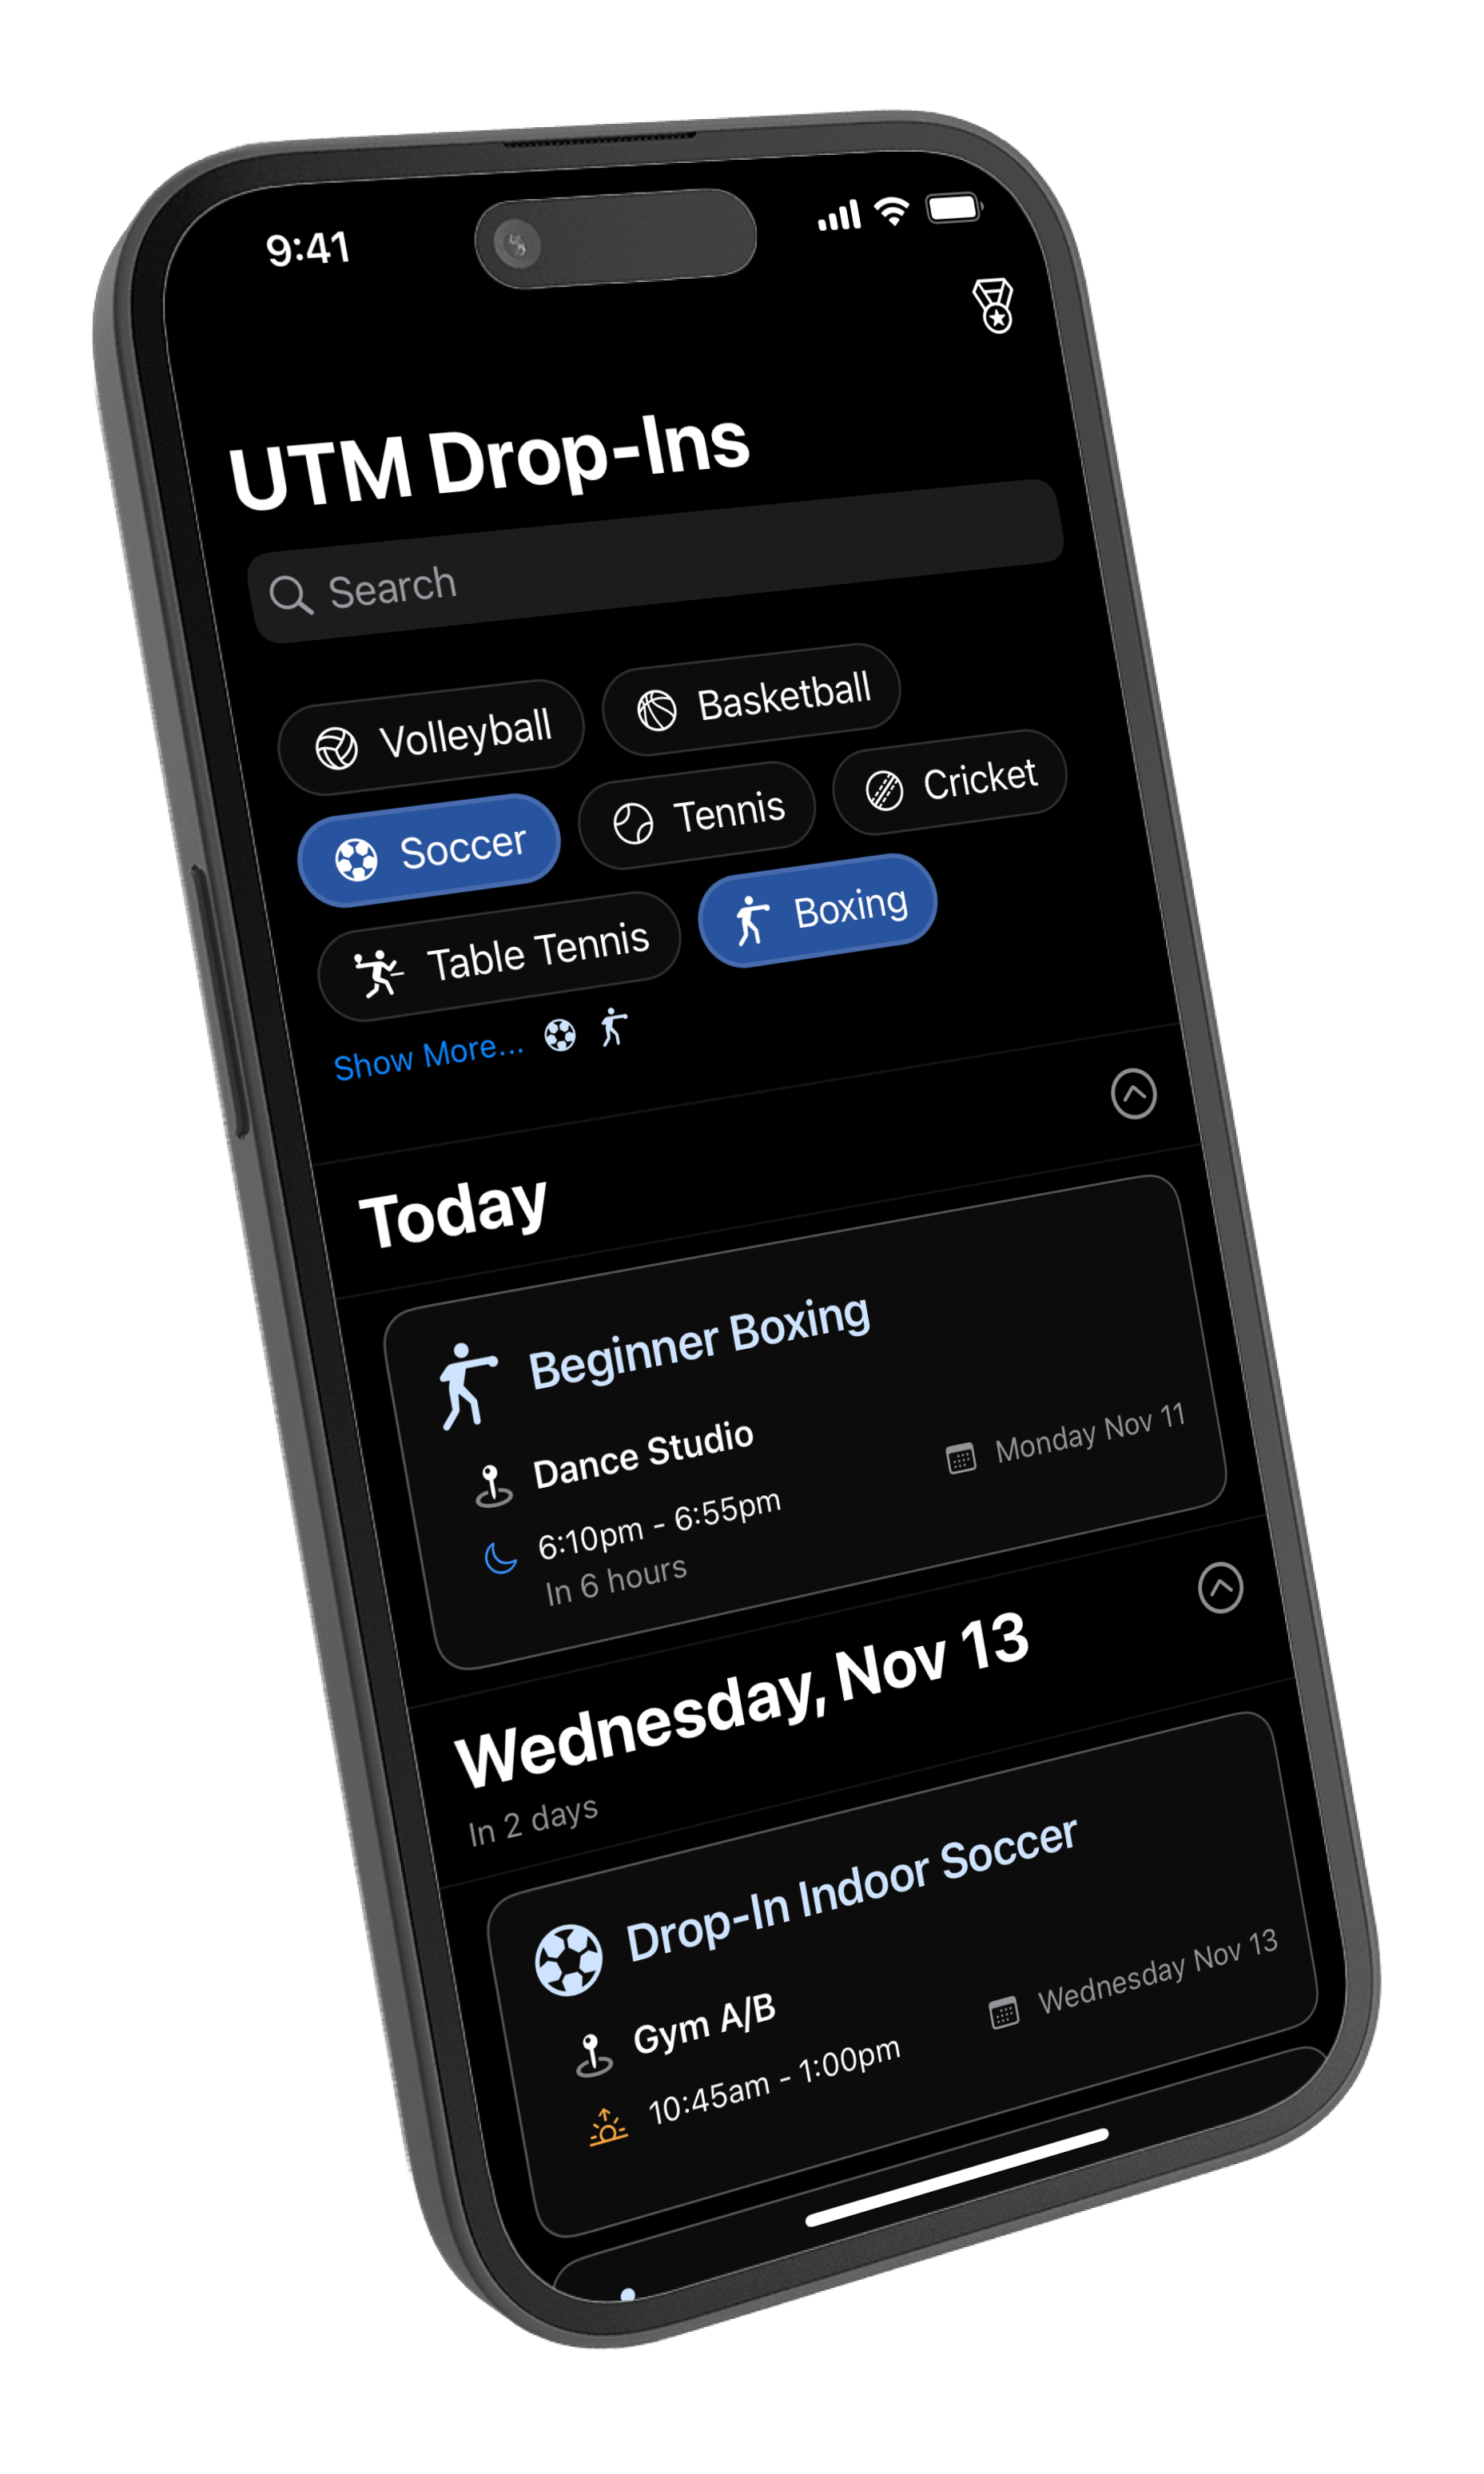 9:41
UTM Drop-Ins
Search
Volleyball
Basketball
Soccer
Tennis
Cricket
Table Tennis
Boxing
Show More...
Today
Beginner Boxing
Dance Studio
6:10pm - 6:55pm
In 6 hours
Monday Nov 11
Wednesday, Nov 13
In 2 days
Drop-In Indoor Soccer
Gym A/B
10:45am - 1:00pm
Wednesday Nov 13